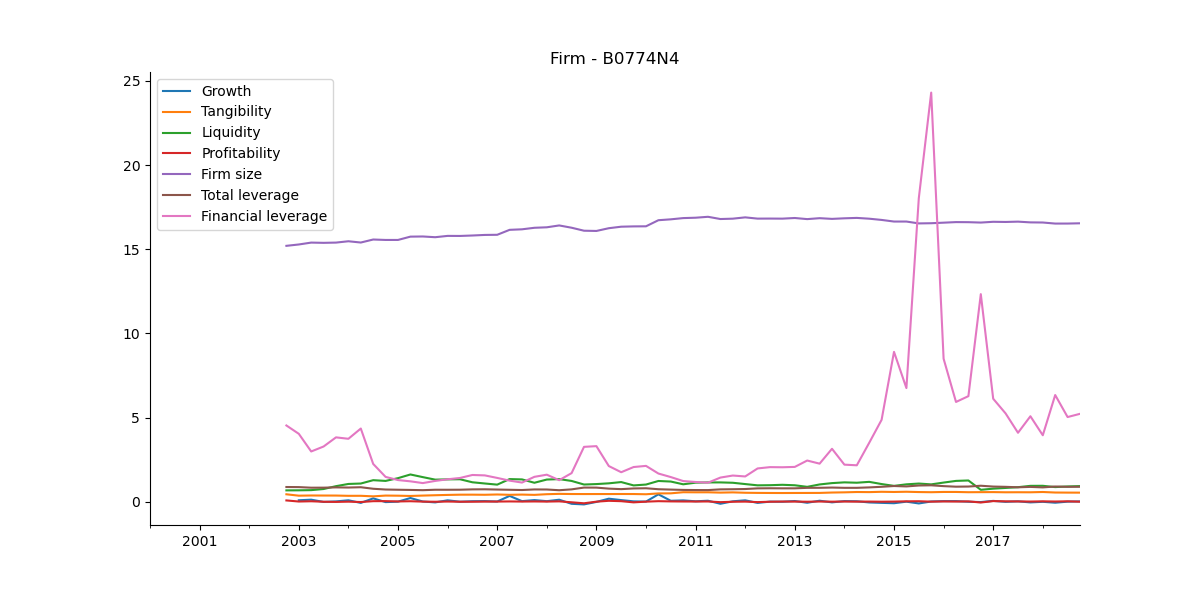 Firm - B0774N4
25
20
15
10
5
0
Growth
Tangibility
Liquidity
Profitability
Firm size
Total leverage
Financial leverage
2001 2003 2005 2007 2009 2011 2013 2015 2017